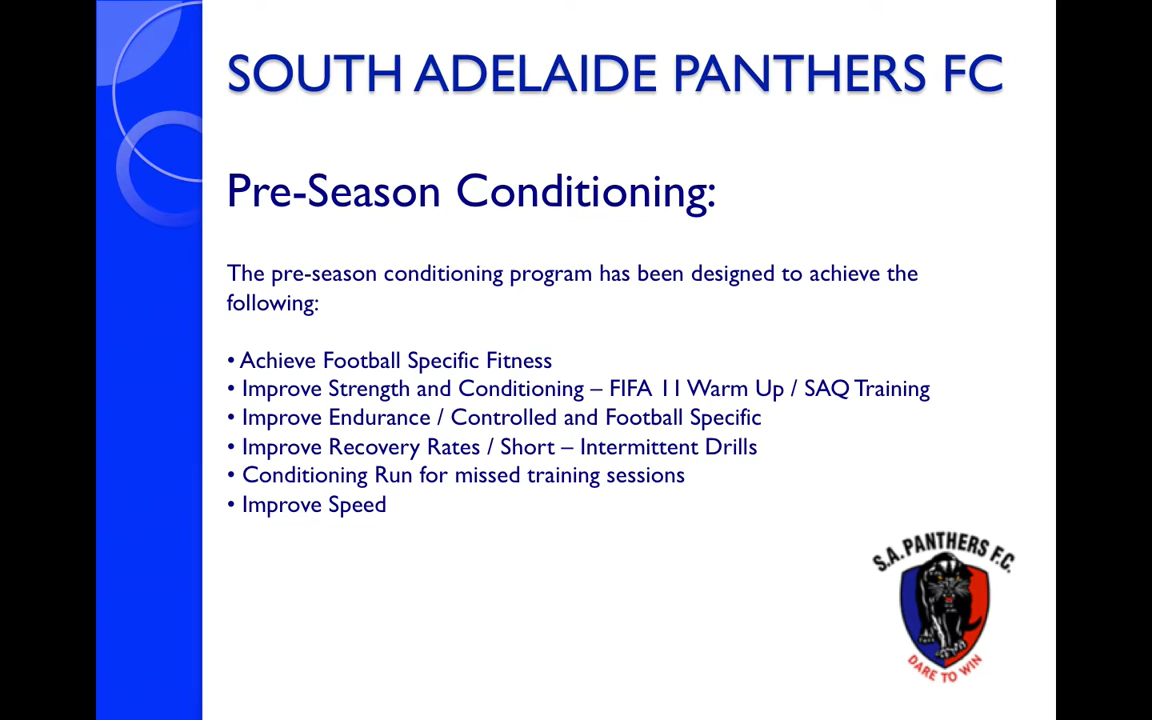 SOUTH ADELAIDE PANTHERS FC
Pre-Season Conditioning:
The pre-season conditioning program has been designed to achieve the
following:
• Achieve Football Specific Fitness
• Improve Strength and Conditioning – FIFA 11 Warm Up / SAQ Training
• Improve Endurance / Controlled and Football Specific
• Improve Recovery Rates / Short – Intermittent Drills
• Conditioning Run for missed training sessions
• Improve Speed
S.A. PANTHERS F.C.
DARE TO WIN